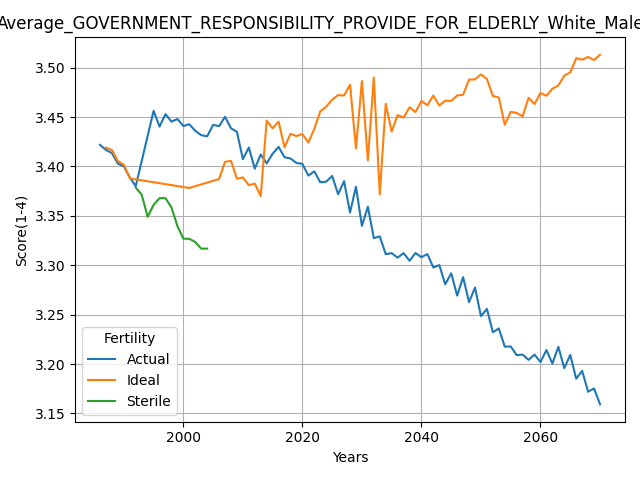 Average_GOVERNMENT_RESPONSIBILITY_PROVIDE_FOR_ELDERLY_White_Male
3.50
3.45
3.40
3.35
3.30
3.25
3.20
3.15
Score(1-4)
Fertility
Actual
Ideal
Sterile
2000 2020 2040 2060
Years